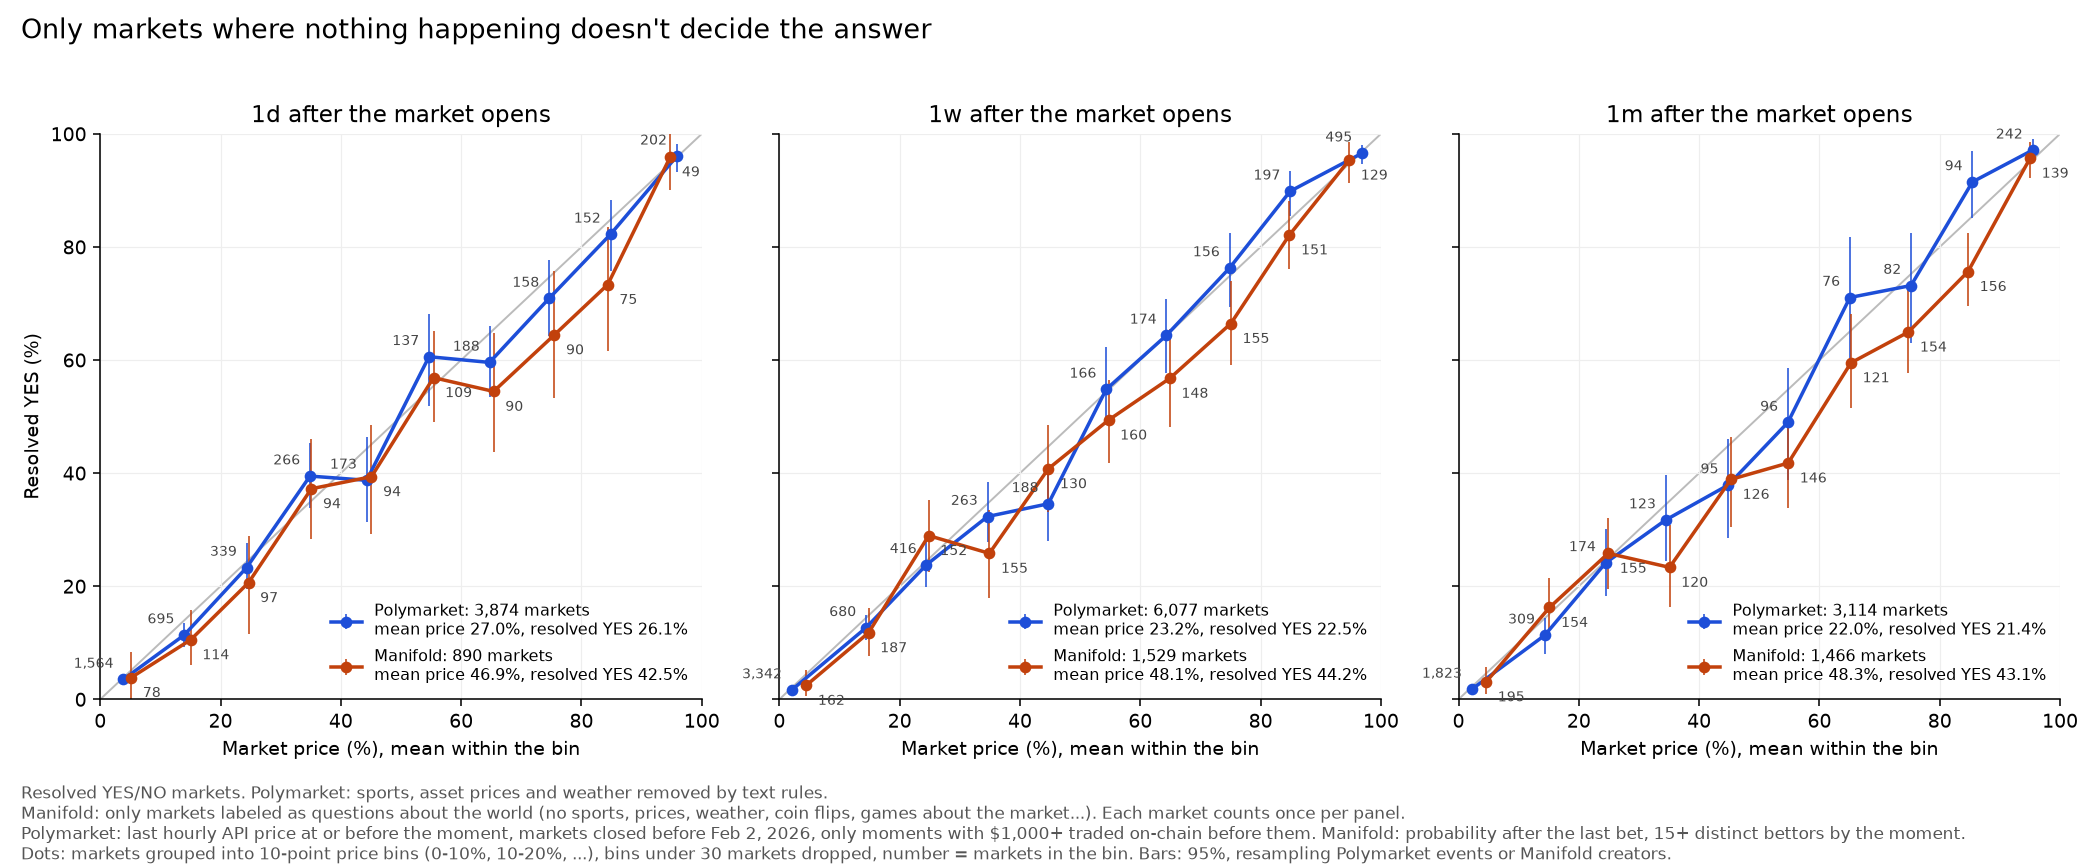 Only markets where nothing happening doesn't decide the answer
1d after the market opens
1w after the market opens
1m after the market opens
Resolved YES (%)
100
80
60
40
20
0
1,564
695
339
266
173
137
188
158
152
202
78
114
97
94
94
109
90
90
75
49
Polymarket: 3,874 markets
mean price 27.0%, resolved YES 26.1%
Manifold: 890 markets
mean price 46.9%, resolved YES 42.5%
0 20 40 60 80 100
Market price (%), mean within the bin
3,342
680
416
263
188
166
174
156
197
495
162
187
152
155
130
160
148
155
151
129
Polymarket: 6,077 markets
mean price 23.2%, resolved YES 22.5%
Manifold: 1,529 markets
mean price 48.1%, resolved YES 44.2%
0 20 40 60 80 100
Market price (%), mean within the bin
1,823
309
174
123
95
96
76
82
94
242
195
154
155
120
126
146
121
154
156
139
Polymarket: 3,114 markets
mean price 22.0%, resolved YES 21.4%
Manifold: 1,466 markets
mean price 48.3%, resolved YES 43.1%
0 20 40 60 80 100
Market price (%), mean within the bin
Resolved YES/NO markets. Polymarket: sports, asset prices and weather removed by text rules.
Manifold: only markets labeled as questions about the world (no sports, prices, weather, coin flips, games about the market...). Each market counts once per panel.
Polymarket: last hourly API price at or before the moment, markets closed before Feb 2, 2026, only moments with $1,000+ traded on-chain before them. Manifold: probability after the last bet, 15+ distinct bettors by the moment.
Dots: markets grouped into 10-point price bins (0-10%, 10-20%, ...), bins under 30 markets dropped, number = markets in the bin. Bars: 95%, resampling Polymarket events or Manifold creators.